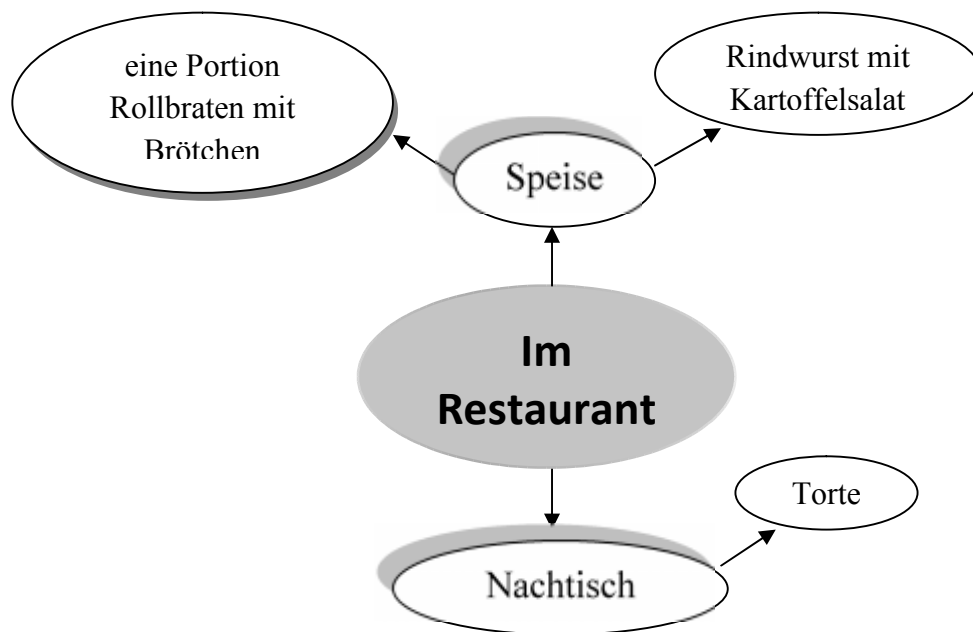 eine Portion
Rollbraten mit
Brötchen
Rindwurst mit
Kartoffelsalat
Speise
Im
Restaurant
Torte
Nachtisch